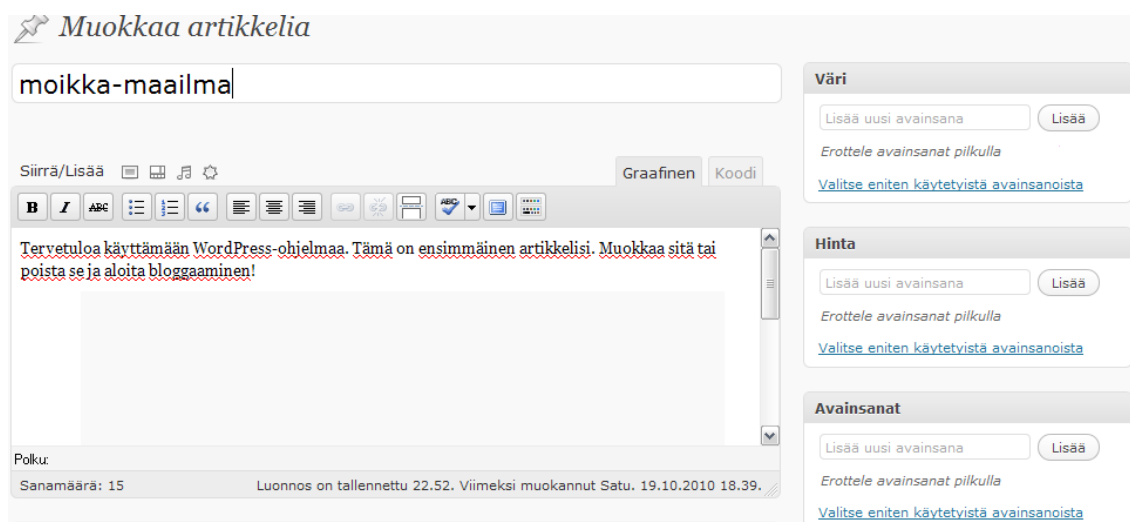 Muokkaa artikkelia
moikka-maailma
Siirrä/Lisää
Graafinen Koodi
B I ABC ABC
Tervetuloa käyttämään WordPress-ohjelmaa. Tämä on ensimmäinen artikkelisi. Muokkaa sitä tai
poista se ja aloita bloggaaminen!
Polku:
Sanamäärä: 15 Luonnos on tallennettu 22.52. Viimeksi muokannut Satu. 19.10.2010 18.39.
Väri
Lisää uusi avainsana Lisää
Erottele avainsanat pilkulla
Valitse eniten käytetyistä avainsanoista
Hinta
Lisää uusi avainsana Lisää
Erottele avainsanat pilkulla
Valitse eniten käytetyistä avainsanoista
Avainsanat
Lisää uusi avainsana Lisää
Erottele avainsanat pilkulla
Valitse eniten käytetyistä avainsanoista